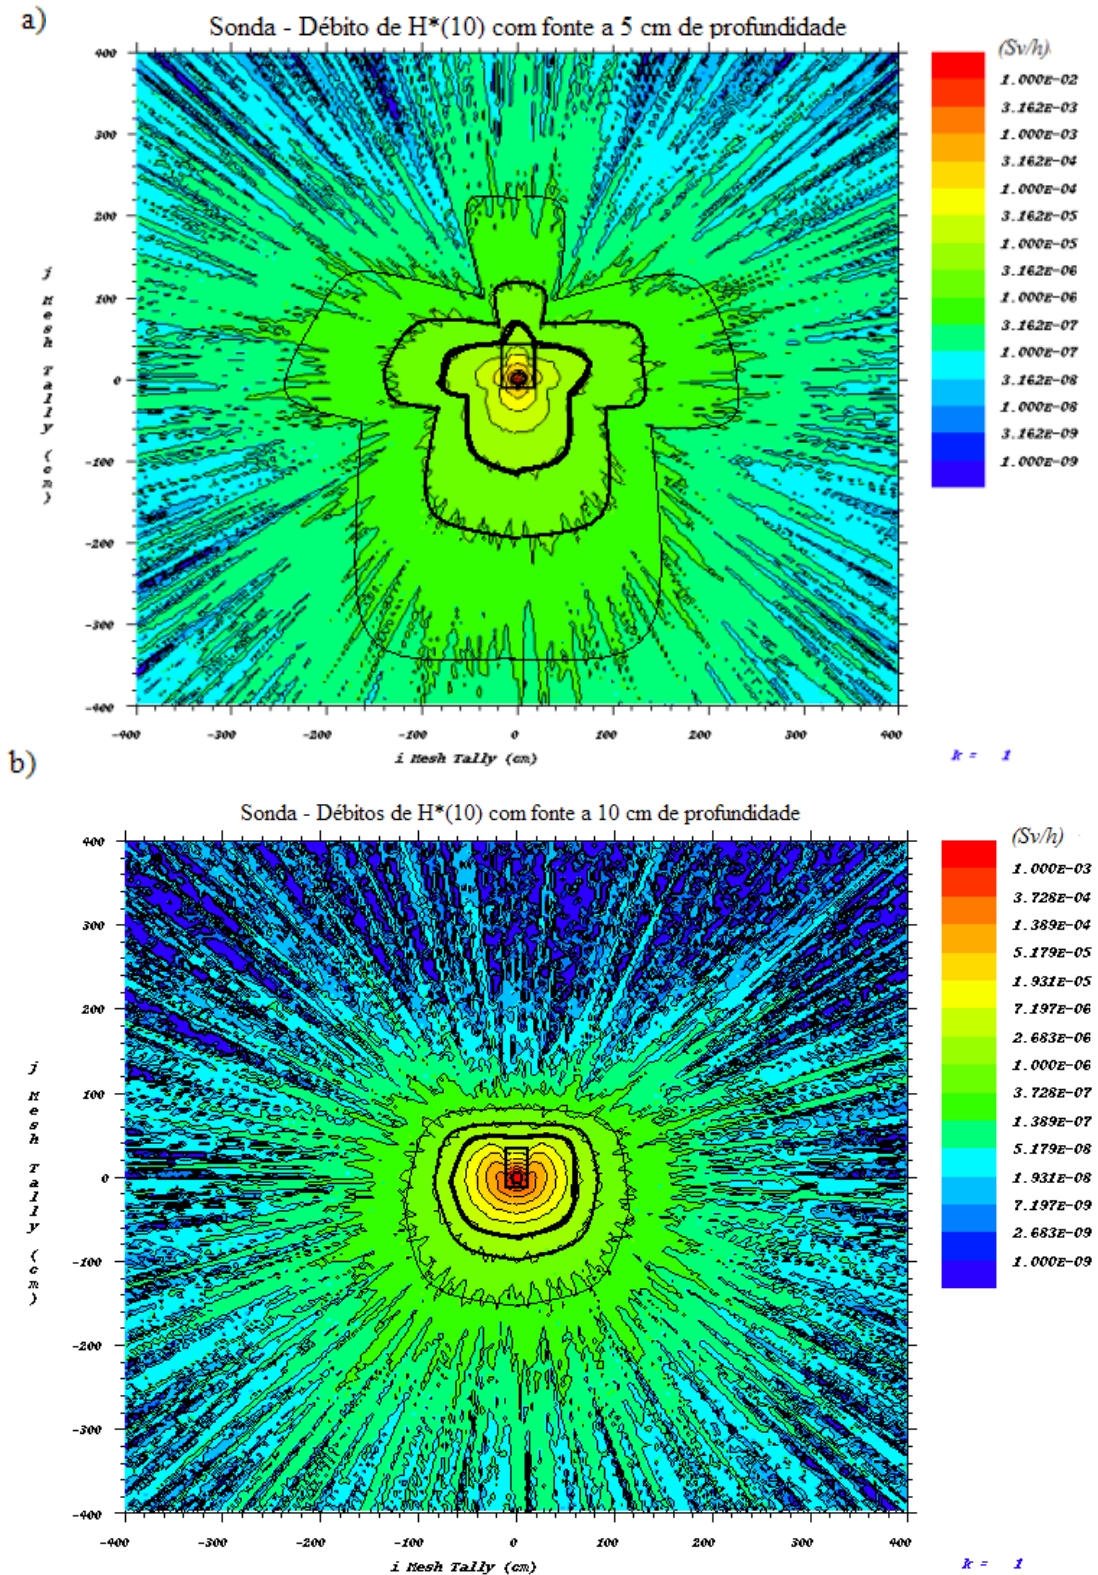 a)
Sonda - Débito de H*(10) com fonte a 5 cm de profundidade
(Sv/h)
400
300
200
100
0
-100
-200
-300
-400
j Mesh Tally (cm)
-400 -300 -200 -100 0 100 200 300 400
i Mesh Tally (cm)
1.000E-02
3.162E-03
1.000E-03
3.162E-04
1.000E-04
3.162E-05
1.000E-05
3.162E-06
1.000E-06
3.162E-07
1.000E-07
3.162E-08
1.000E-08
3.162E-09
1.000E-09
k = 1
b)
Sonda - Débitos de H*(10) com fonte a 10 cm de profundidade
(Sv/h)
400
300
200
100
0
-100
-200
-300
-400
j Mesh Tally (cm)
-400 -300 -200 -100 0 100 200 300 400
i Mesh Tally (cm)
1.000E-03
3.728E-04
1.389E-04
5.179E-05
1.931E-05
7.197E-06
2.683E-06
1.000E-06
3.728E-07
1.389E-07
5.179E-08
1.931E-08
7.197E-09
2.683E-09
1.000E-09
k = 1